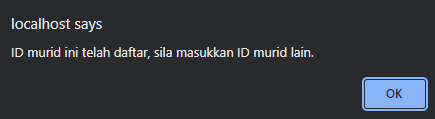 localhost says
ID murid ini telah daftar, sila masukkan ID murid lain.
OK